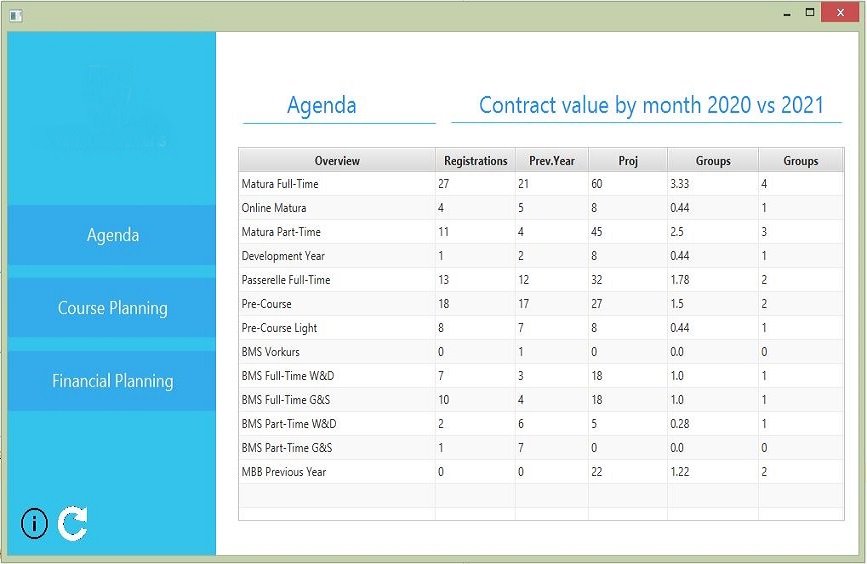 Agenda
Contract value by month 2020 vs 2021
Overview Registrations Prev.Year Proj Groups Groups
Matura Full-Time 27 21 60 3.33 4
Online Matura 4 5 8 0.44 1
Matura Part-Time 11 4 45 2.5 3
Development Year 1 2 8 0.44 1
Passerelle Full-Time 13 12 32 1.78 2
Pre-Course 18 17 27 1.5 2
Pre-Course Light 8 7 8 0.44 1
BMS Vorkurs 0 1 0 0.0 0
BMS Full-Time W&D 7 3 18 1.0 1
BMS Full-Time G&S 10 4 18 1.0 1
BMS Part-Time W&D 2 6 5 0.28 1
BMS Part-Time G&S 1 7 0 0.0 0
MBB Previous Year 0 0 22 1.22 2
Agenda
Course Planning
Financial Planning